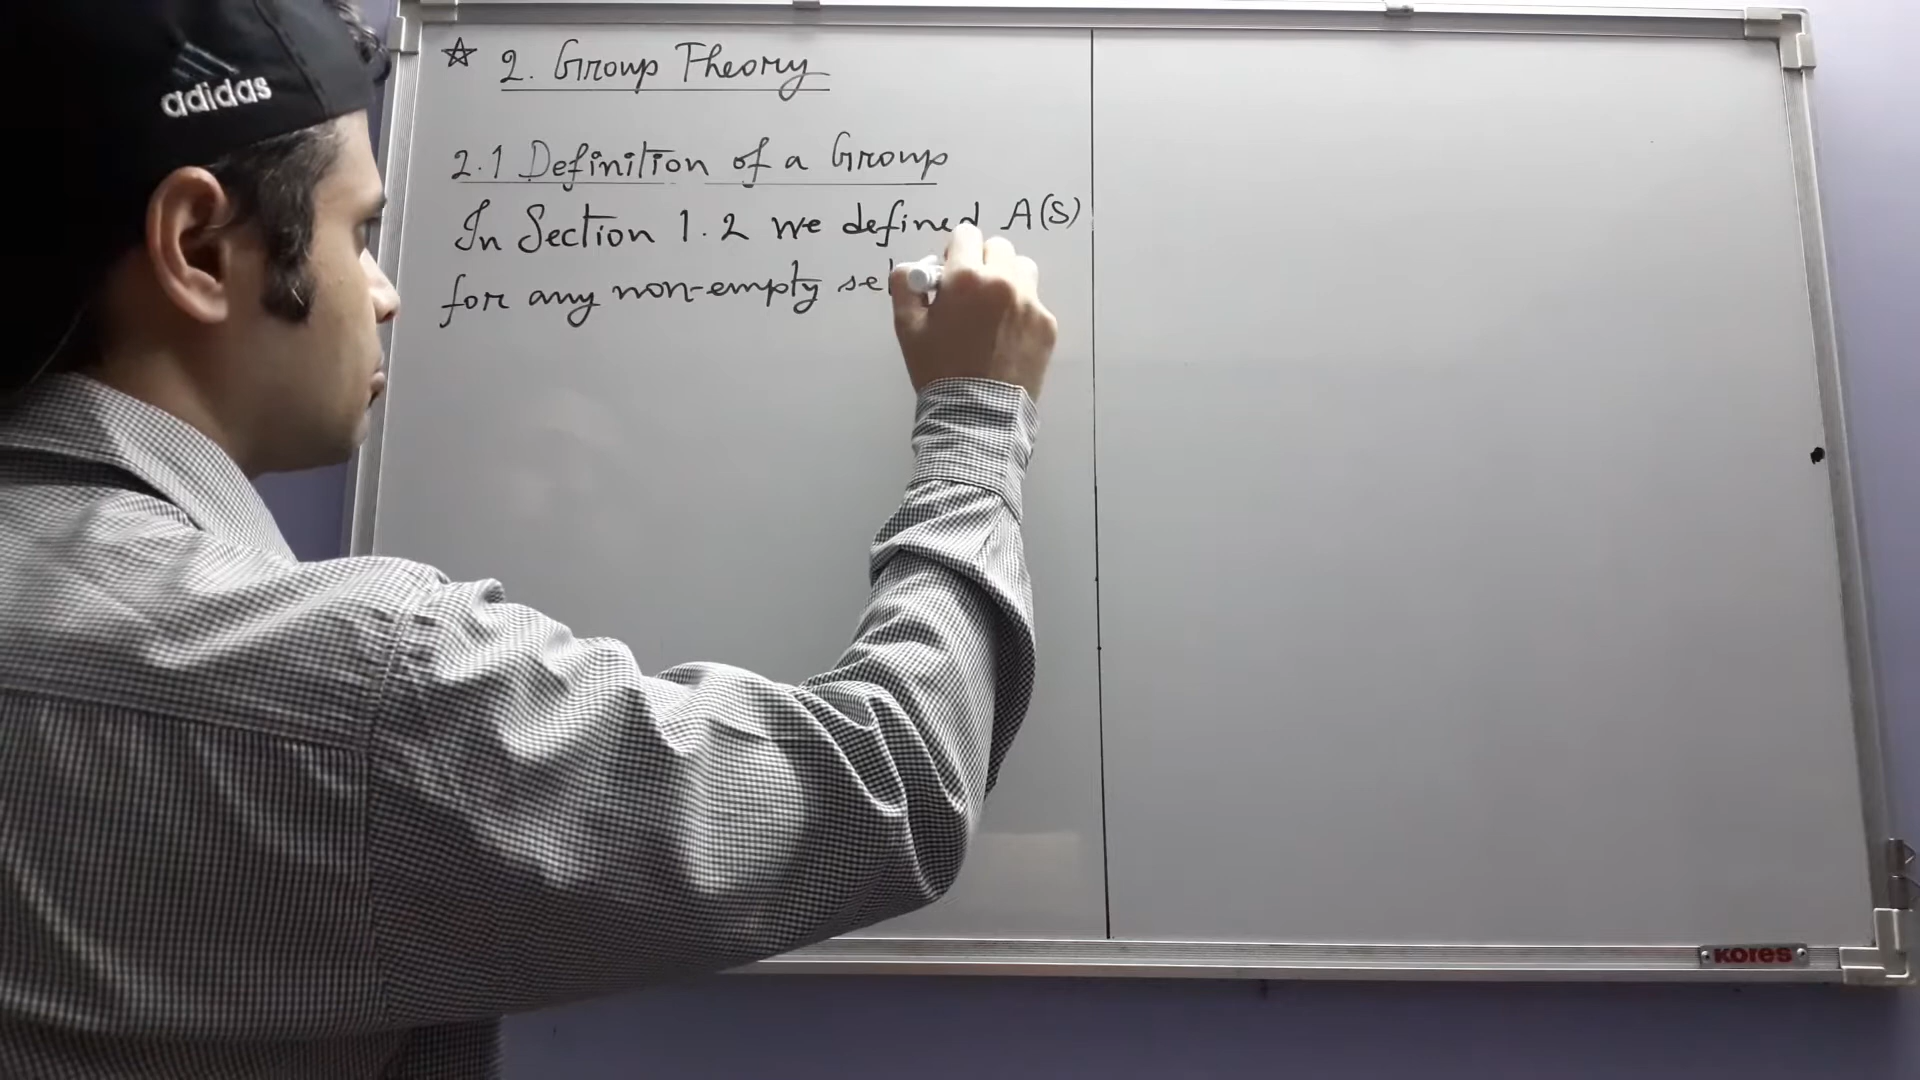 adidas
☆ 2. Group Theory
2.1 Definition of a Group
In Section 1.2 we defined A(S)
for any non-empty set
KORES